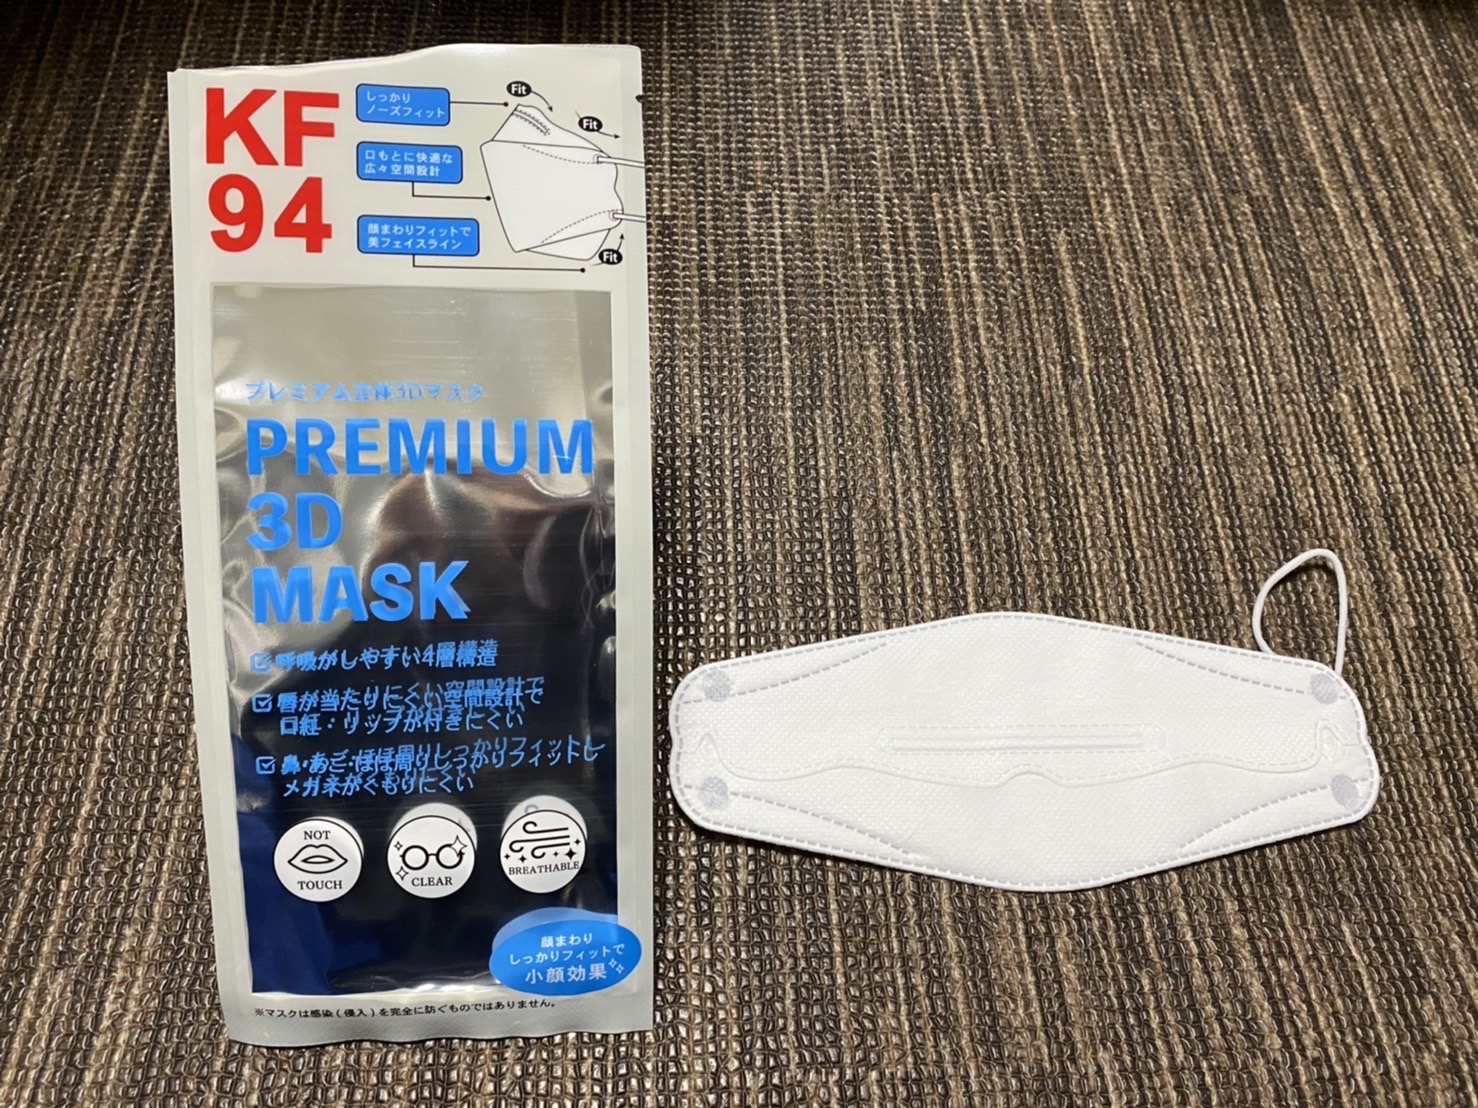 KF
94
しっかり
ノーズフィット
口もとに快適な
広々空間設計
顔まわりフィットで
美フェイスライン
Fit
Fit
Fit
プレミアム立体3Dマスク
PREMIUM
3D
MASK
呼吸がしやすい4層構造
唇が当たりにくい空間設計で
口紅・リップが付きにくい
鼻・あご・ほほ周りしっかりフィットし
メガネがくもりにくい
NOT
TOUCH
CLEAR
BREATHABLE
顔まわり
しっかりフィットで
小顔効果
※マスクは感染(侵入)を完全に防ぐものではありません。